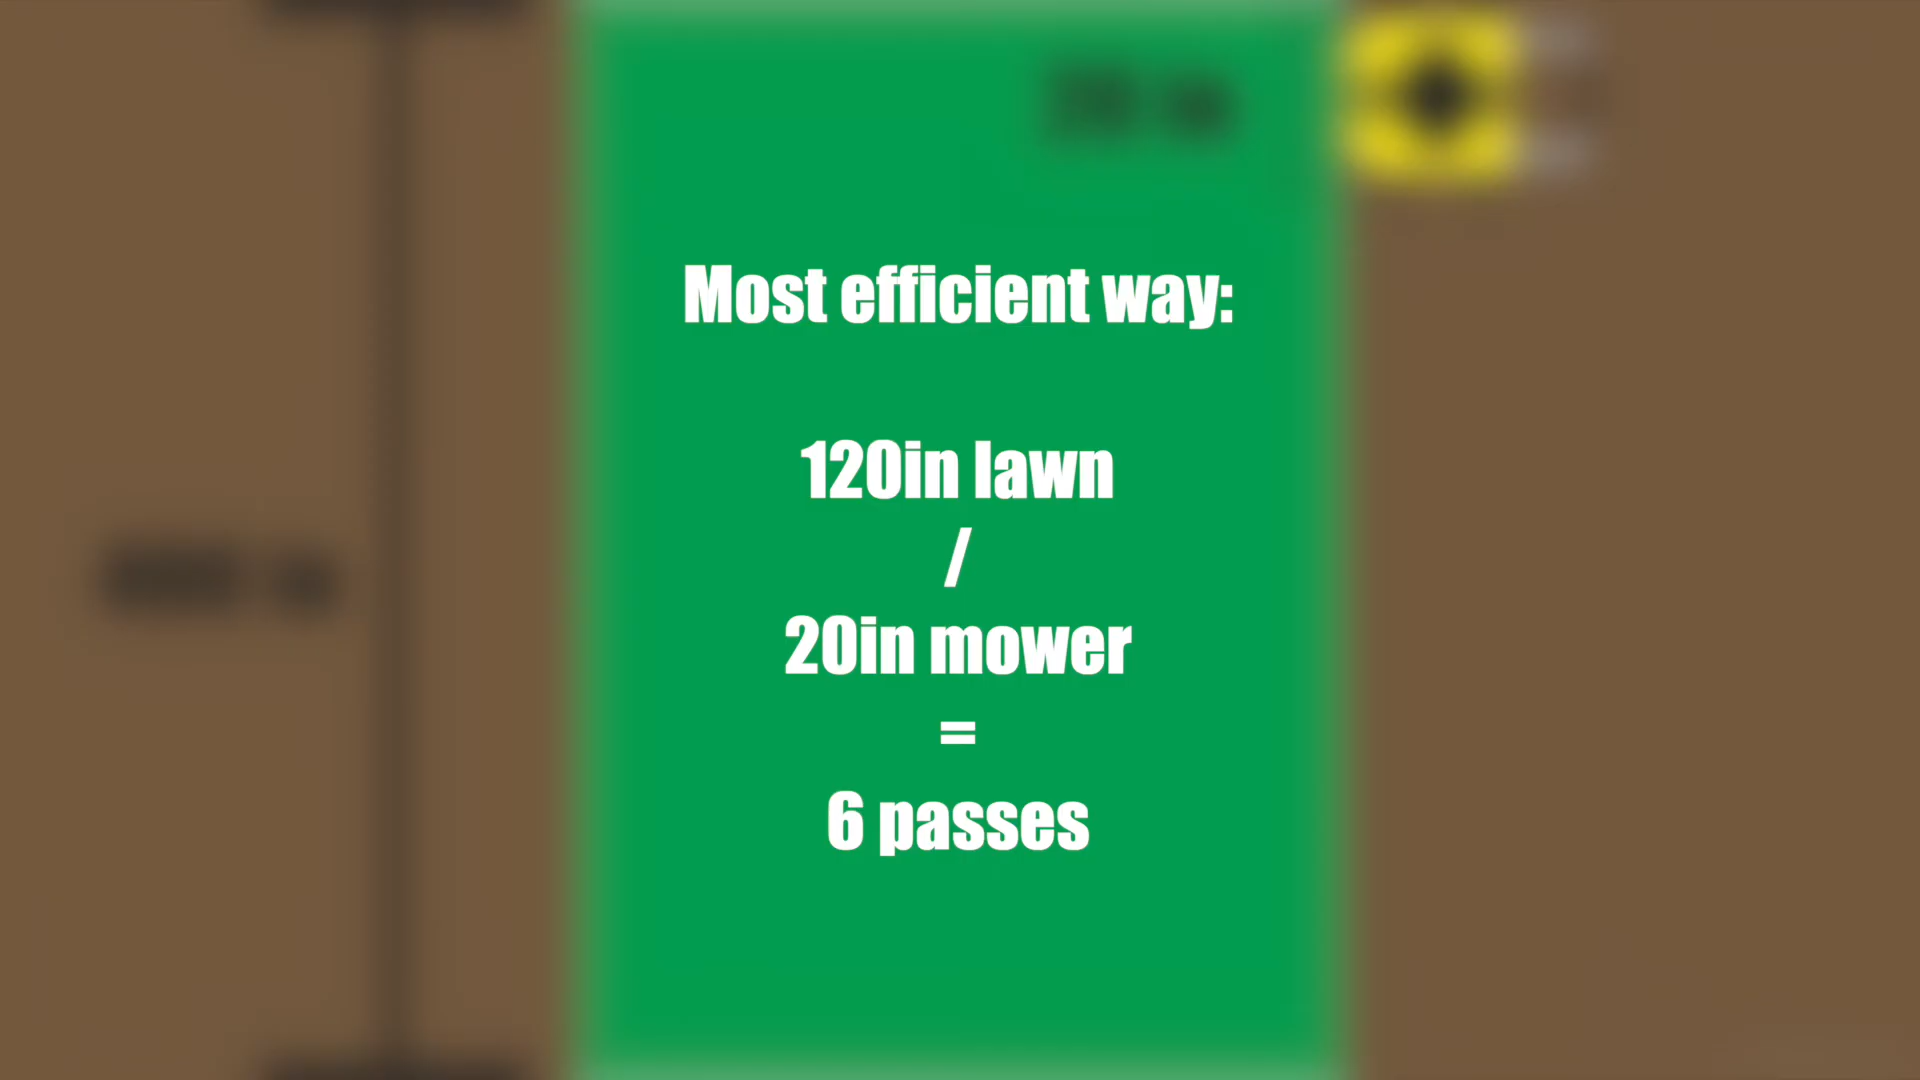 Most efficient way:
120in lawn
/
20in mower
=
6 passes